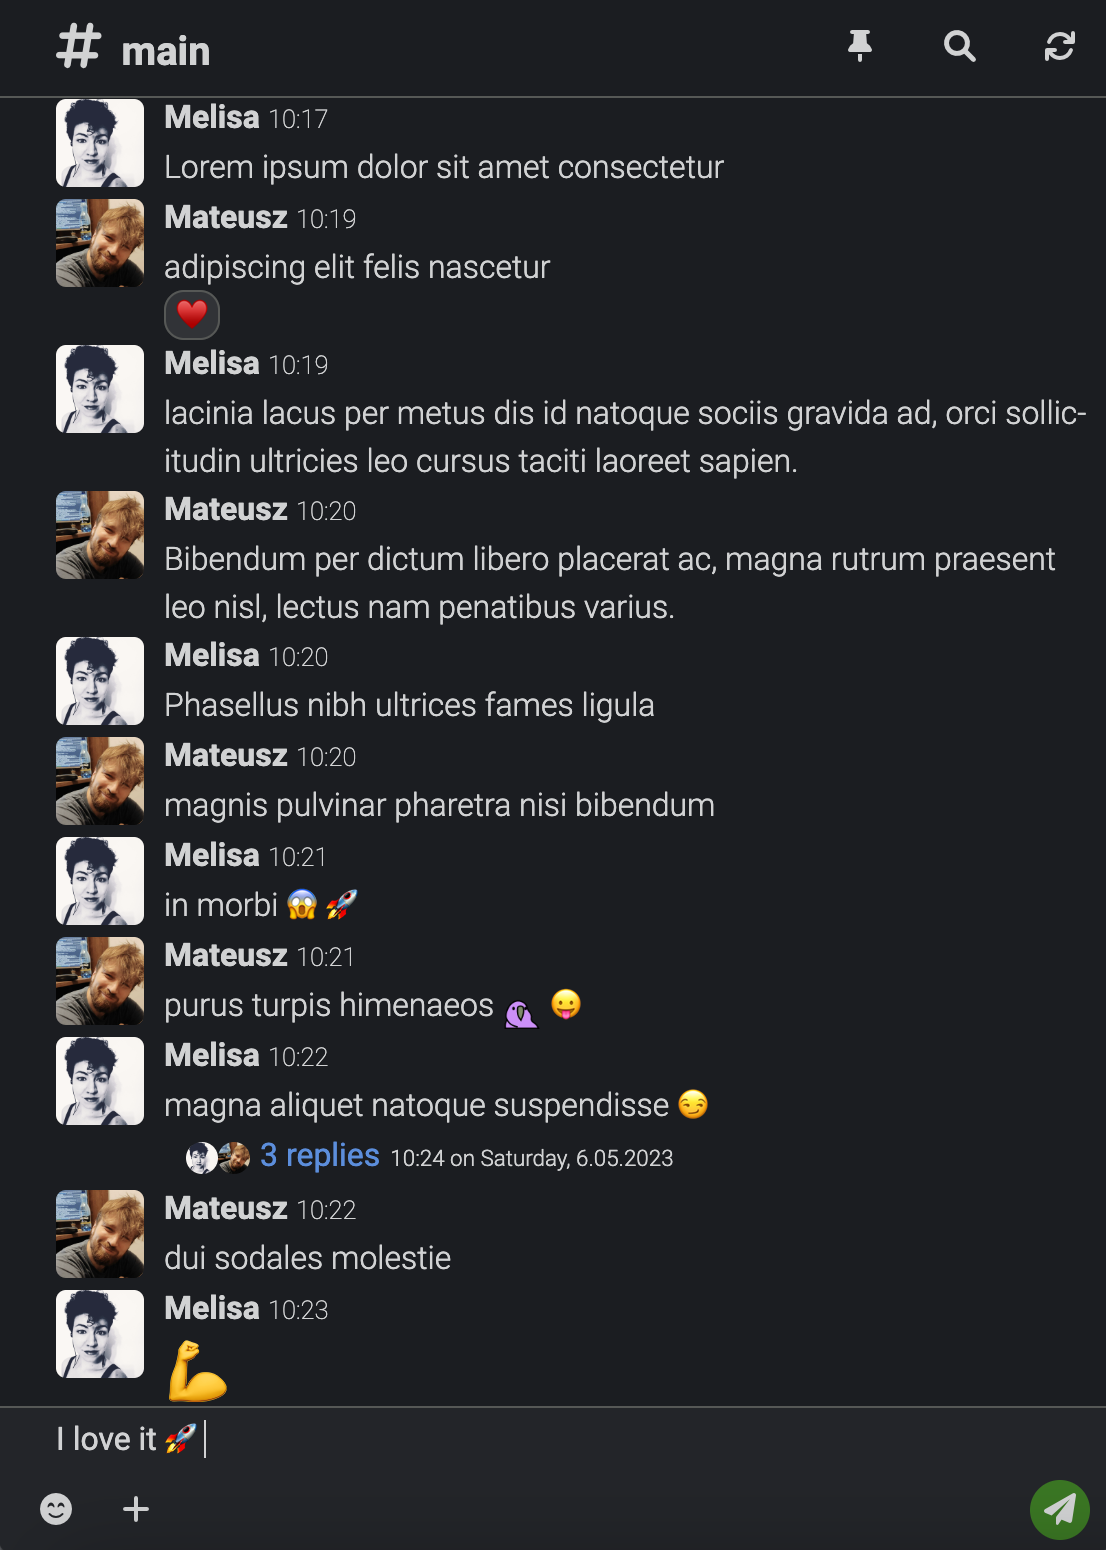 # main
Melisa 10:17
Lorem ipsum dolor sit amet consectetur
Mateusz 10:19
adipiscing elit felis nascetur
♥️
Melisa 10:19
lacinia lacus per metus dis id natoque sociis gravida ad, orci sollic-
itudin ultricies leo cursus taciti laoreet sapien.
Mateusz 10:20
Bibendum per dictum libero placerat ac, magna rutrum praesent
leo nisl, lectus nam penatibus varius.
Melisa 10:20
Phasellus nibh ultrices fames ligula
Mateusz 10:20
magnis pulvinar pharetra nisi bibendum
Melisa 10:21
in morbi 😱 🚀
Mateusz 10:21
purus turpis himenaeos 😛
Melisa 10:22
magna aliquet natoque suspendisse 😏
3 replies 10:24 on Saturday, 6.05.2023
Mateusz 10:22
dui sodales molestie
Melisa 10:23
💪
I love it 🚀